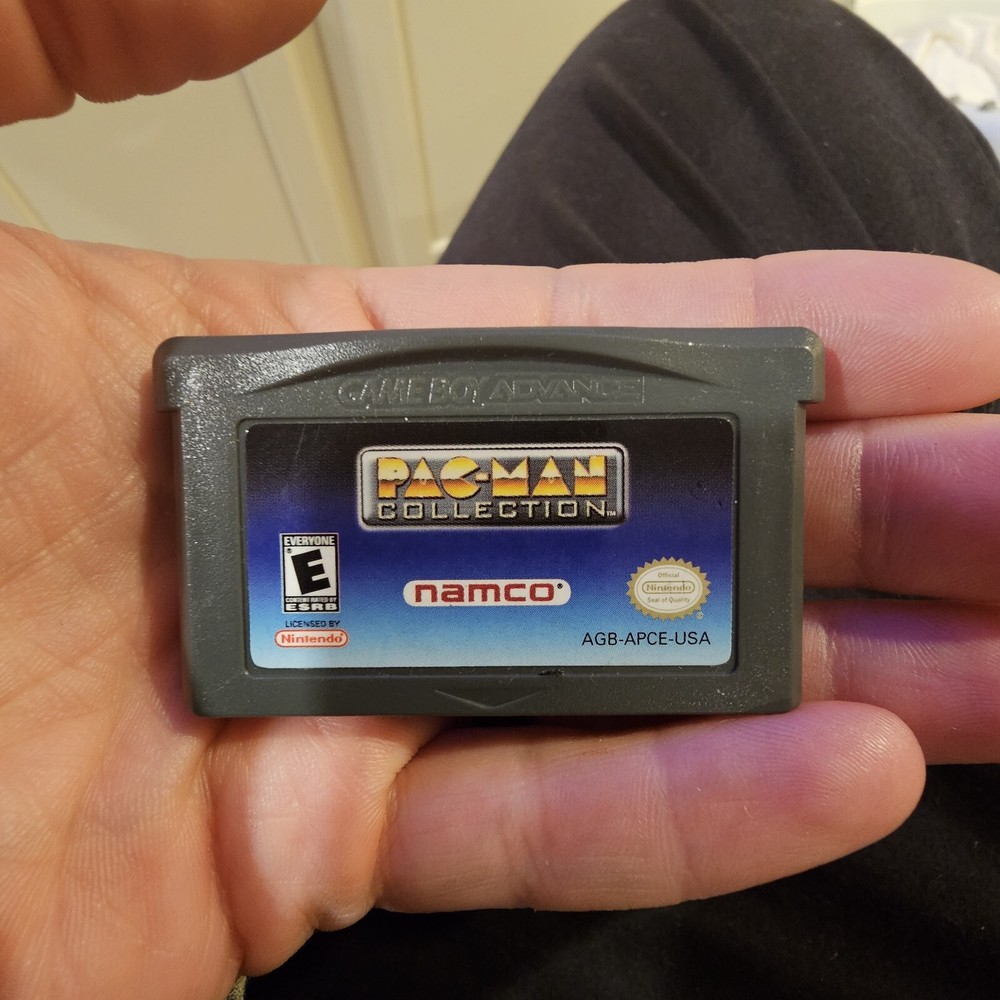 GAME BOY ADVANCE
PAC-MAN
COLLECTION™
EVERYONE
E
CONTENT RATED BY
ESRB
LICENSED BY
Nintendo®
namco®
Official
Nintendo
Seal of Quality
®
AGB-APCE-USA